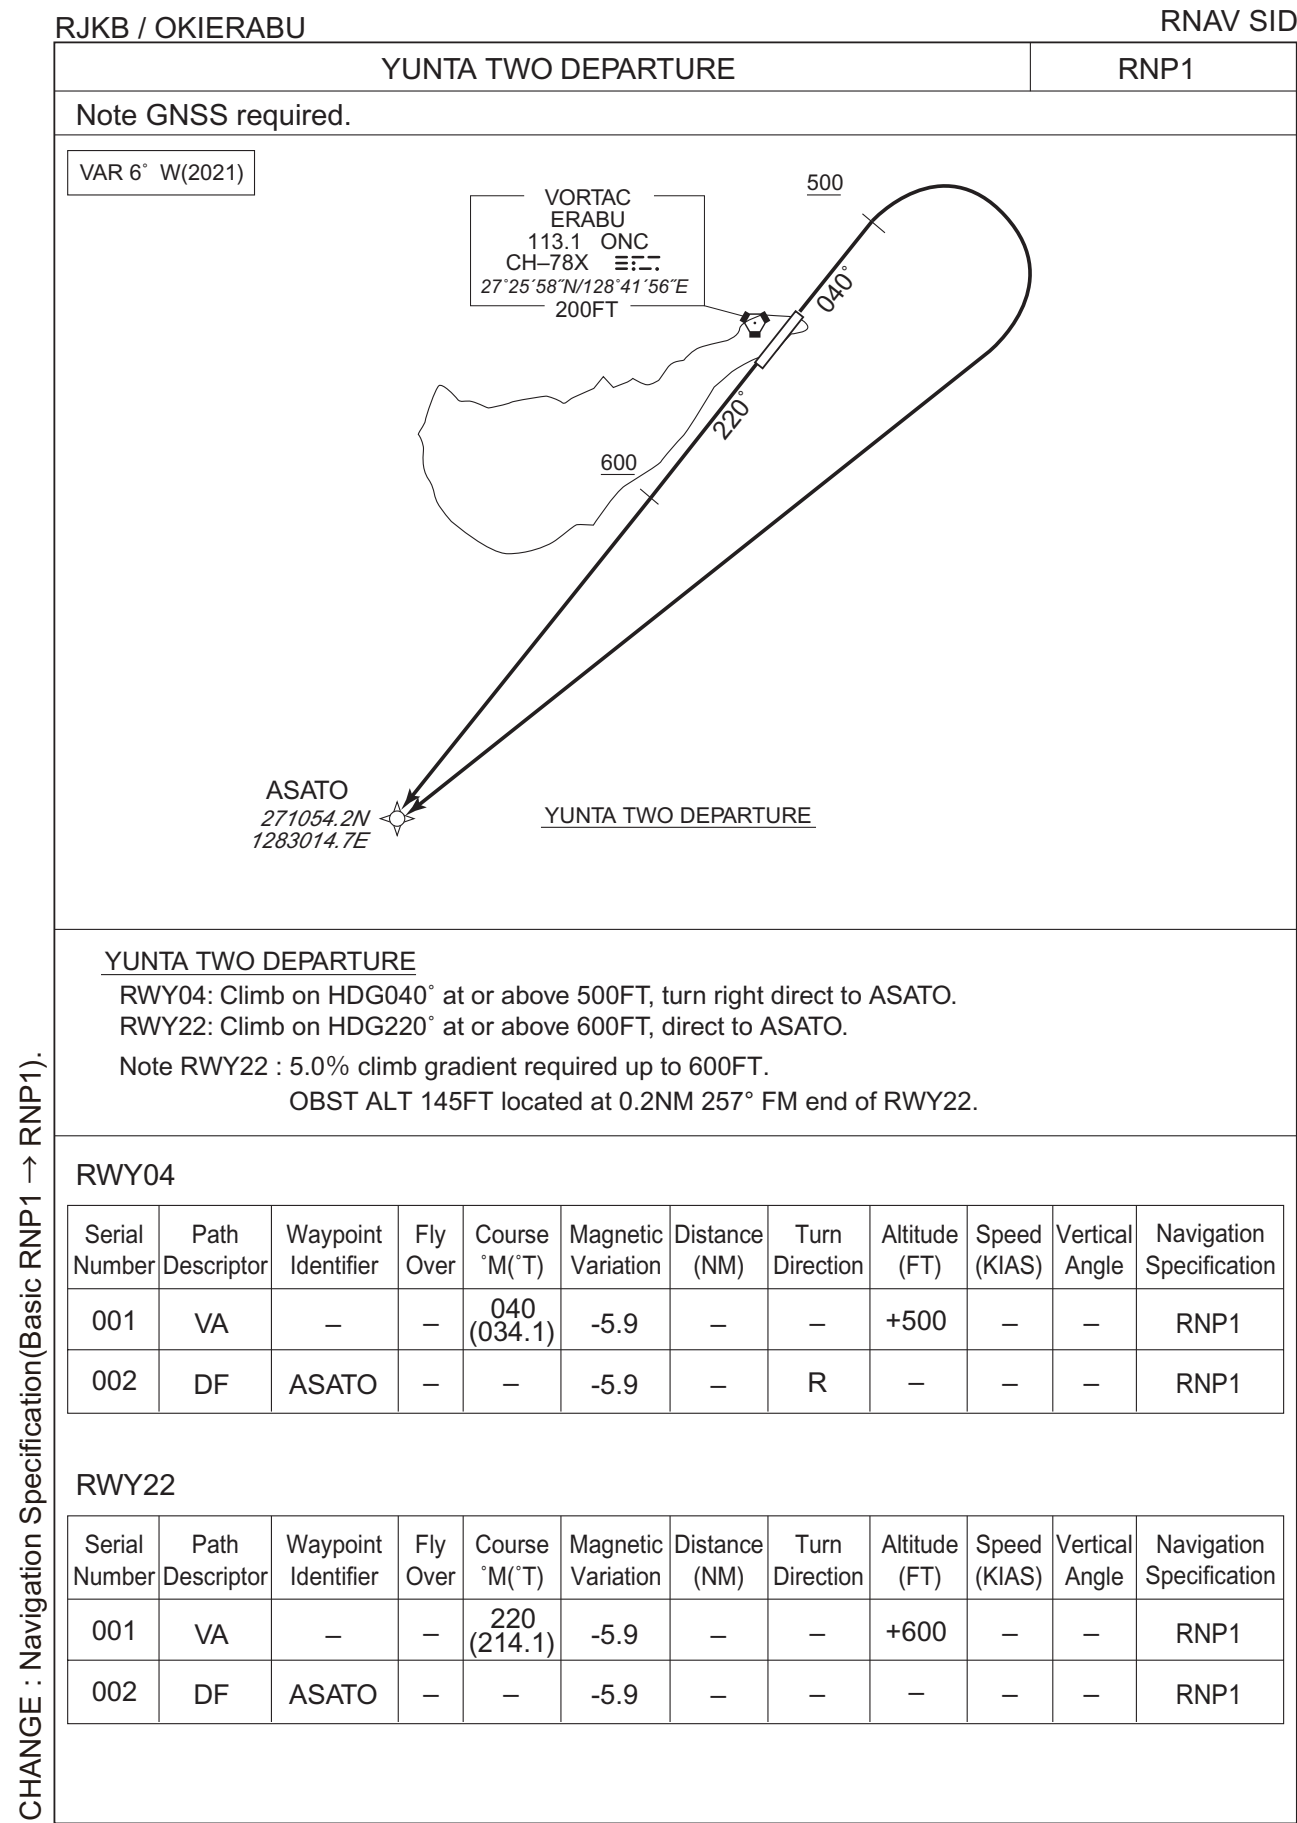 RJKB / OKIERABU
RNAV SID
YUNTA TWO DEPARTURE
RNP1
Note GNSS required.
VAR 6° W(2021)
VORTAC
ERABU
113.1 ONC
CH–78X
27°25´58˝N/128°41´56˝E
200FT
500
040°
220°
600
ASATO
271054.2N
1283014.7E
YUNTA TWO DEPARTURE
YUNTA TWO DEPARTURE
RWY04: Climb on HDG040° at or above 500FT, turn right direct to ASATO.
RWY22: Climb on HDG220° at or above 600FT, direct to ASATO.
Note RWY22 : 5.0% climb gradient required up to 600FT.
OBST ALT 145FT located at 0.2NM 257° FM end of RWY22.
RWY04
Serial Path Waypoint Fly Course Magnetic Distance Turn Altitude Speed Vertical Navigation
Number Descriptor Identifier Over °M(°T) Variation (NM) Direction (FT) (KIAS) Angle Specification
001 VA – – 040 (034.1) -5.9 – – +500 – – RNP1
002 DF ASATO – – -5.9 – R – – – RNP1
RWY22
Serial Path Waypoint Fly Course Magnetic Distance Turn Altitude Speed Vertical Navigation
Number Descriptor Identifier Over °M(°T) Variation (NM) Direction (FT) (KIAS) Angle Specification
001 VA – – 220 (214.1) -5.9 – – +600 – – RNP1
002 DF ASATO – – -5.9 – – – – – RNP1
CHANGE : Navigation Specification(Basic RNP1 → RNP1).